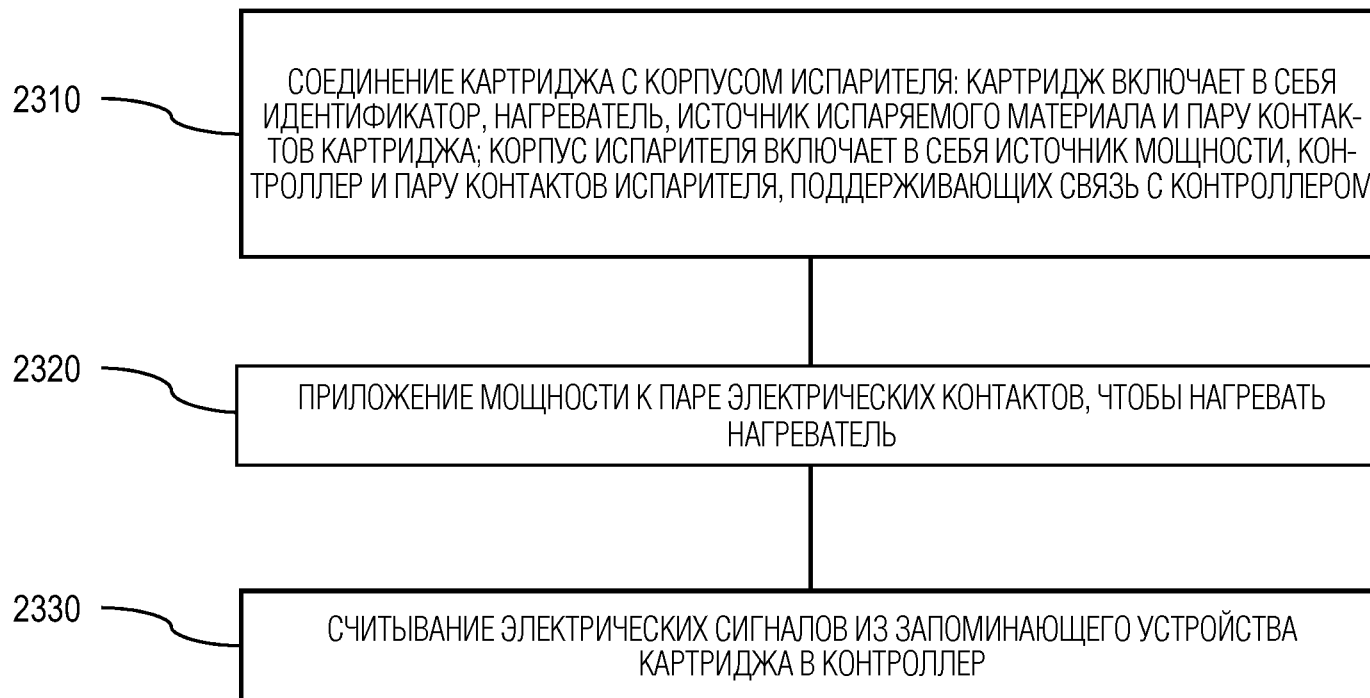 2310
СОЕДИНЕНИЕ КАРТРИДЖА С КОРПУСОМ ИСПАРИТЕЛЯ: КАРТРИДЖ ВКЛЮЧАЕТ В СЕБЯ
ИДЕНТИФИКАТОР, НАГРЕВАТЕЛЬ, ИСТОЧНИК ИСПАРЯЕМОГО МАТЕРИАЛА И ПАРУ КОНТАК-
ТОВ КАРТРИДЖА; КОРПУС ИСПАРИТЕЛЯ ВКЛЮЧАЕТ В СЕБЯ ИСТОЧНИК МОЩНОСТИ, КОН-
ТРОЛЛЕР И ПАРУ КОНТАКТОВ ИСПАРИТЕЛЯ, ПОДДЕРЖИВАЮЩИХ СВЯЗЬ С КОНТРОЛЛЕРОМ
2320
ПРИЛОЖЕНИЕ МОЩНОСТИ К ПАРЕ ЭЛЕКТРИЧЕСКИХ КОНТАКТОВ, ЧТОБЫ НАГРЕВАТЬ
НАГРЕВАТЕЛЬ
2330
СЧИТЫВАНИЕ ЭЛЕКТРИЧЕСКИХ СИГНАЛОВ ИЗ ЗАПОМИНАЮЩЕГО УСТРОЙСТВА
КАРТРИДЖА В КОНТРОЛЛЕР